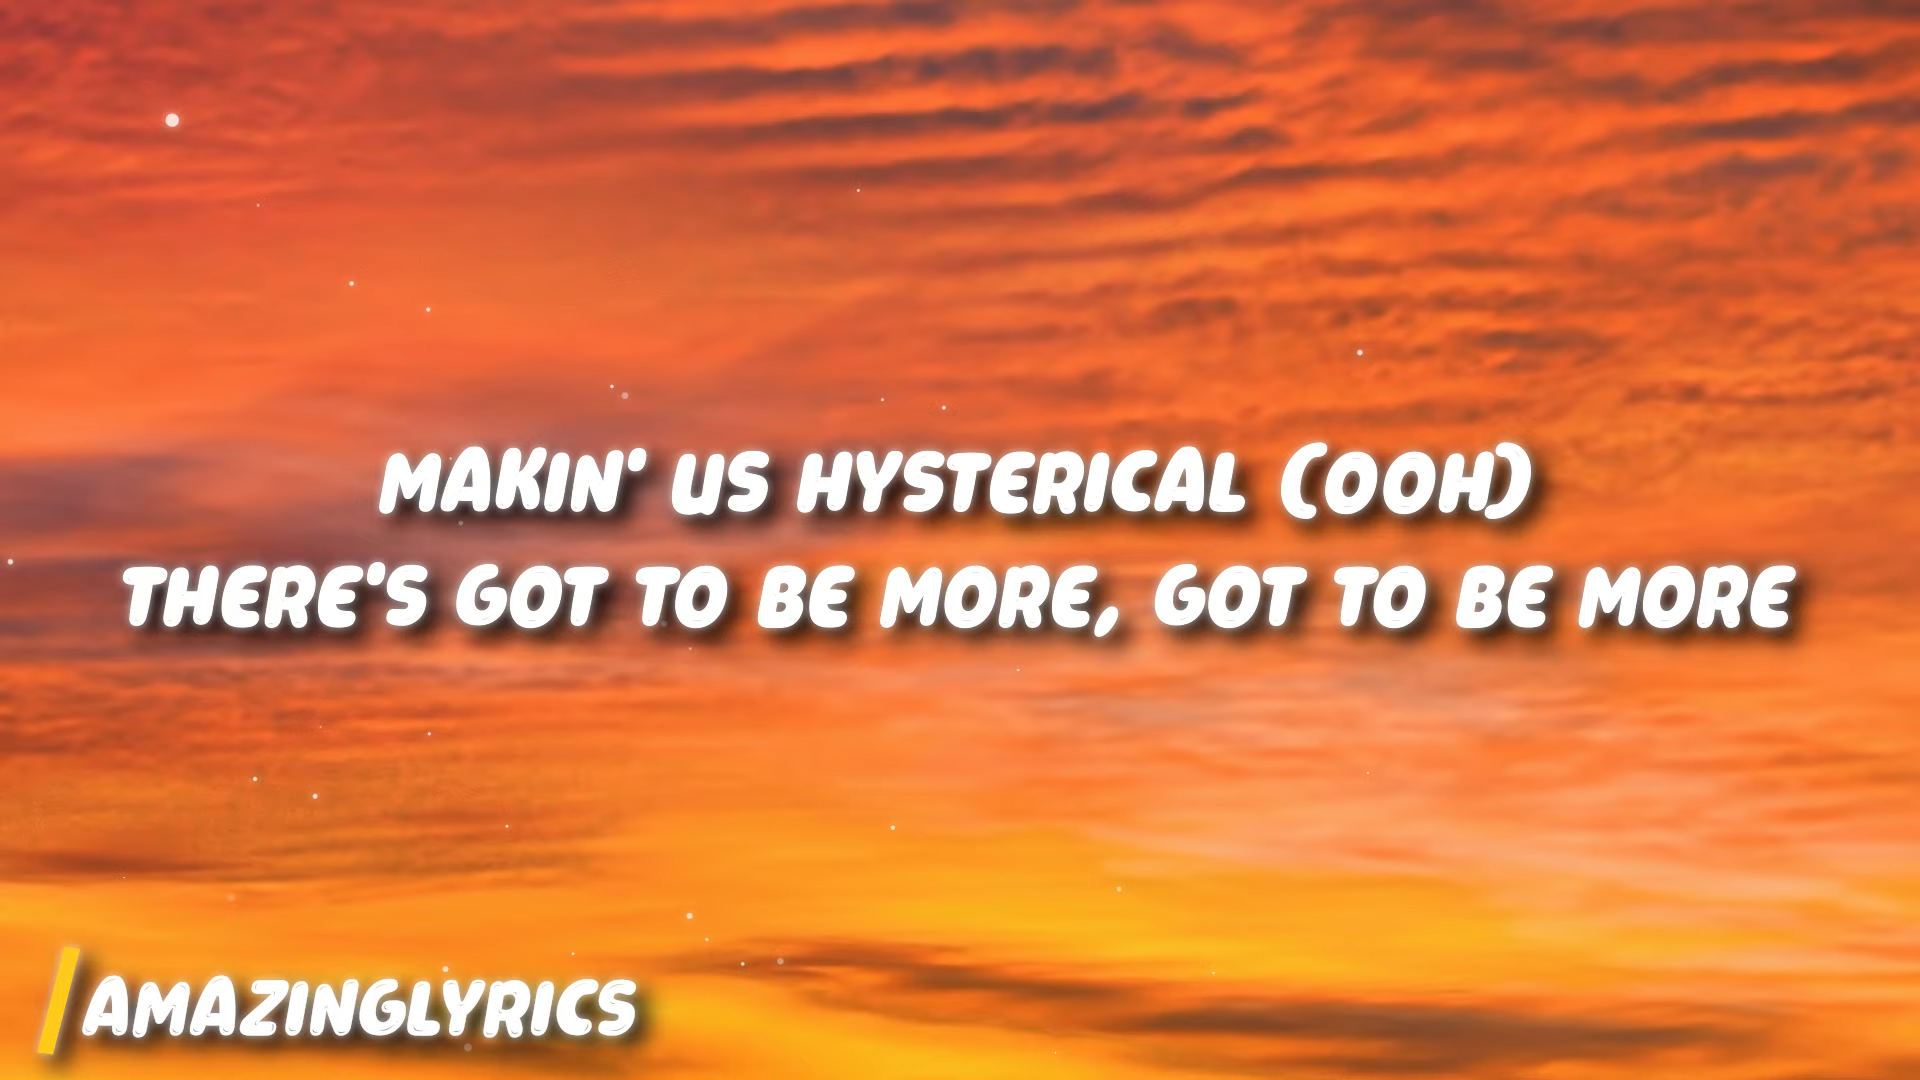 MAKIN' US HYSTERICAL (OOH)
THERE'S GOT TO BE MORE, GOT TO BE MORE
AMAZINGLYRICS